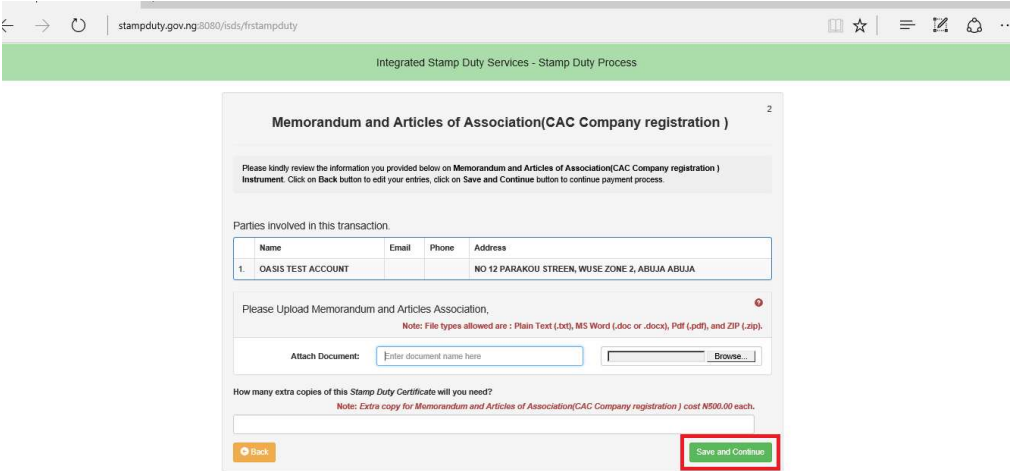 stampduty.gov.ng:8080/isds/frstampduty
Integrated Stamp Duty Services - Stamp Duty Process
2
Memorandum and Articles of Association(CAC Company registration )
Please kindly review the information you provided below on Memorandum and Articles of Association(CAC Company registration )
Instrument. Click on Back button to edit your entries, click on Save and Continue button to continue payment process.
Parties involved in this transaction.
Name Email Phone Address
1. OASIS TEST ACCOUNT NO 12 PARAKOU STREEN, WUSE ZONE 2, ABUJA ABUJA
Please Upload Memorandum and Articles Association,
Note: File types allowed are : Plain Text (.txt), MS Word (.doc or .docx), Pdf (.pdf), and ZIP (.zip).
Attach Document: Enter document name here Browse...
How many extra copies of this Stamp Duty Certificate will you need?
Note: Extra copy for Memorandum and Articles of Association(CAC Company registration ) cost N500.00 each.
Back Save and Continue